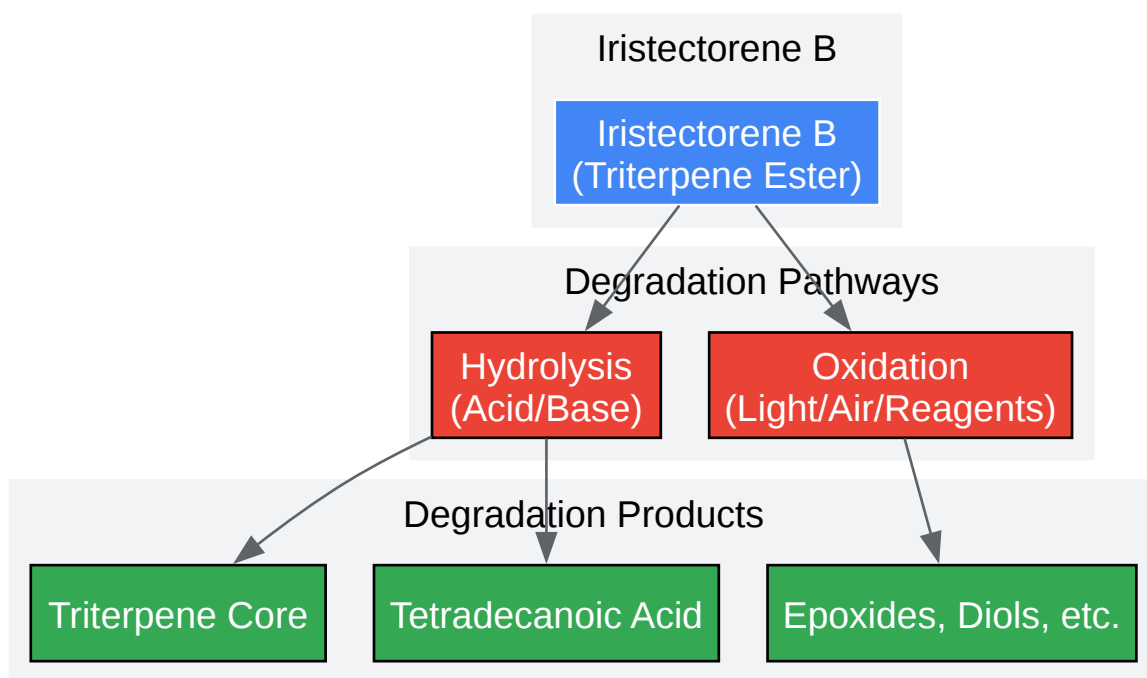 Iristectorene B
Iristectorene B
(Triterpene Ester)
Degradation Pathways
Hydrolysis
(Acid/Base)
Oxidation
(Light/Air/Reagents)
Degradation Products
Triterpene Core
Tetradecanoic Acid
Epoxides, Diols, etc.